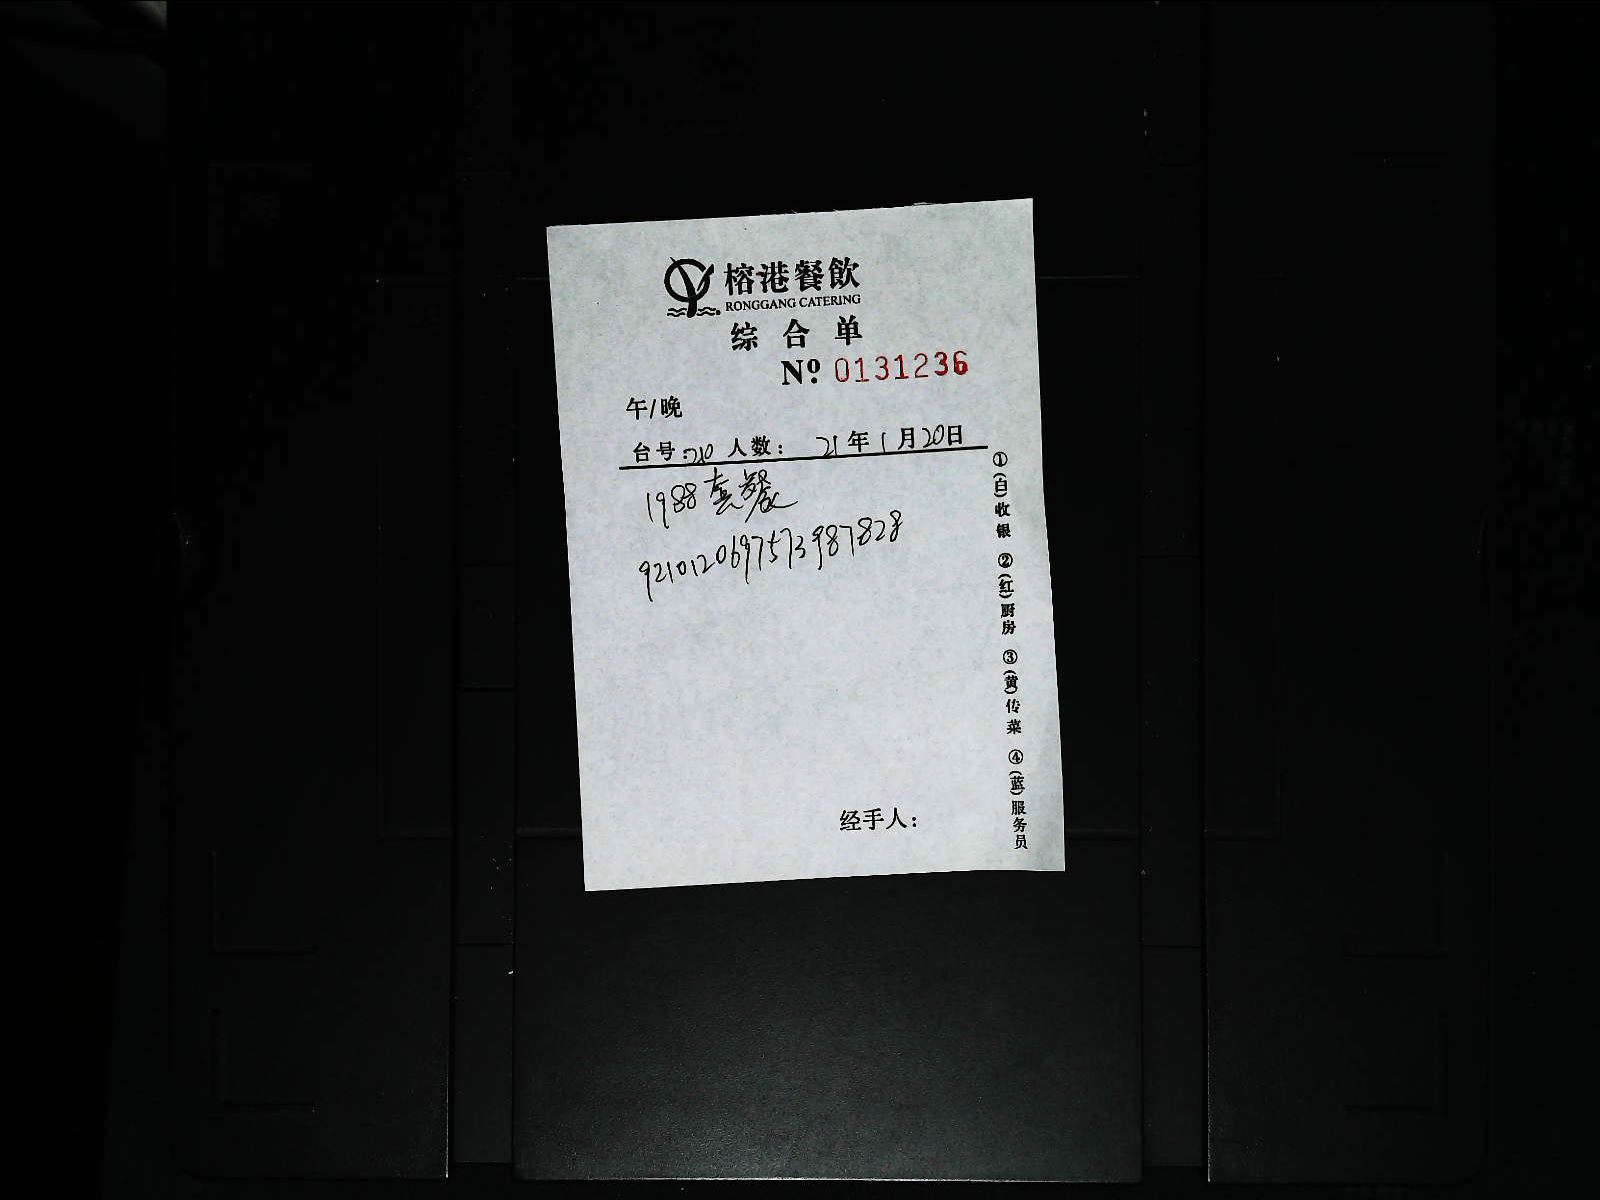 榕港餐飲
RONGGANG CATERING
综合单
Nº 0131236
午/晚
台号:210 人数: 21年1月20日
1988套餐
9210120697573987828
经手人:
①(白)收银 ②(红)厨房 ③(黄)传菜 ④(蓝)服务员